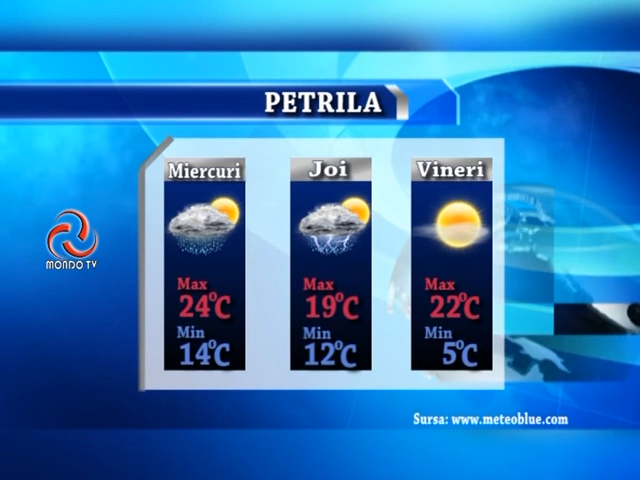 PETRILA
Miercuri
Joi
Vineri
Max
24°C
Min
14°C
Max
19°C
Min
12°C
Max
22°C
Min
5°C
MONDO TV
Sursa: www.meteoblue.com